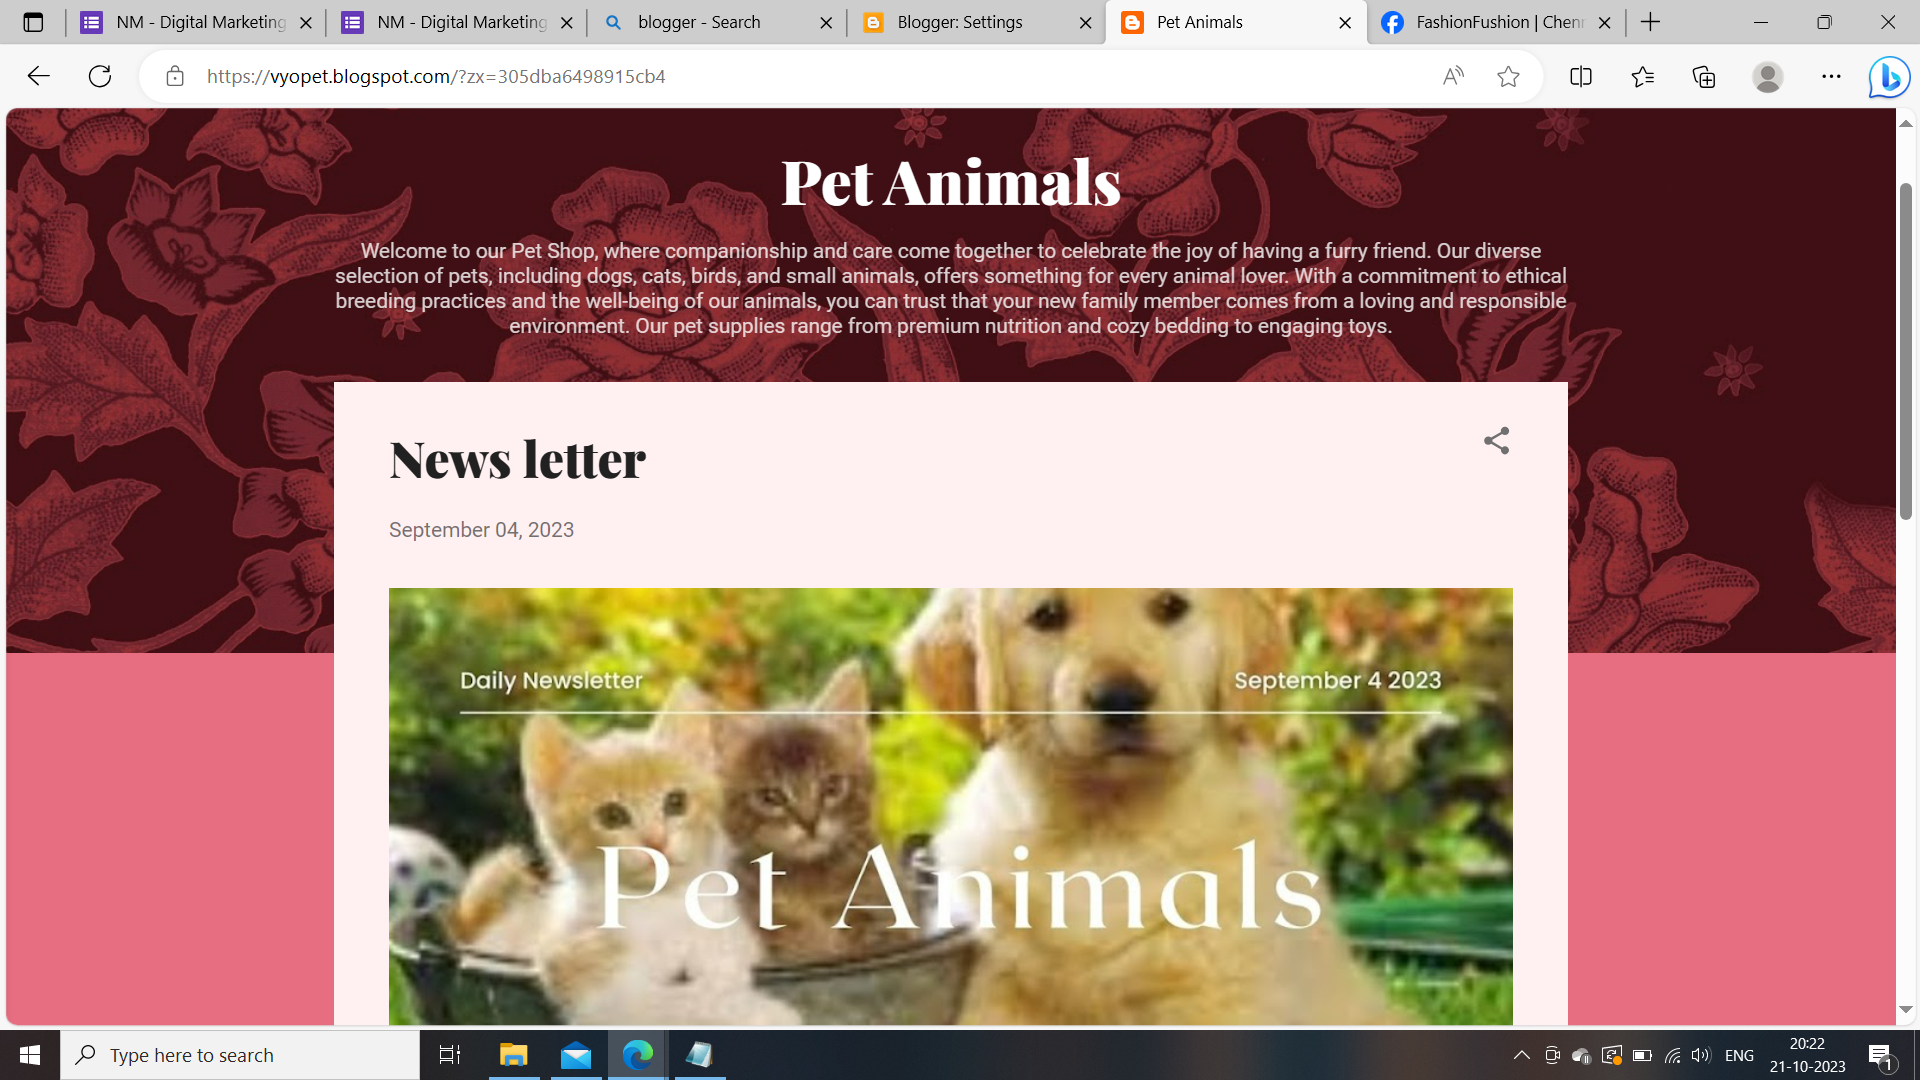 NM - Digital Marketing
NM - Digital Marketing
blogger - Search
Blogger: Settings
Pet Animals
FashionFushion | Chenn
https://vyopet.blogspot.com/?zx=305dba6498915cb4
Pet Animals
Welcome to our Pet Shop, where companionship and care come together to celebrate the joy of having a furry friend. Our diverse
selection of pets, including dogs, cats, birds, and small animals, offers something for every animal lover. With a commitment to ethical
breeding practices and the well-being of our animals, you can trust that your new family member comes from a loving and responsible
environment. Our pet supplies range from premium nutrition and cozy bedding to engaging toys.
News letter
September 04, 2023
Daily Newsletter
September 4 2023
Pet Animals
Type here to search
ENG
20:22
21-10-2023
1